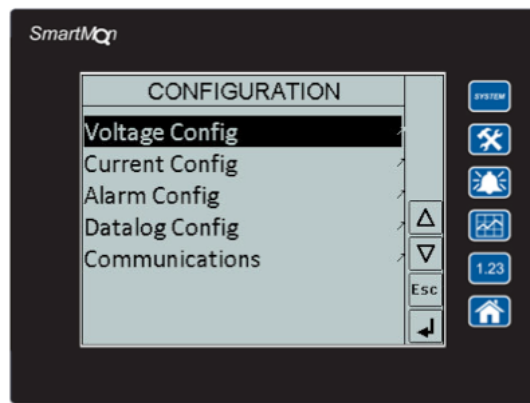 SmartMon
CONFIGURATION
SYSTEM
Voltage Config
Current Config
Alarm Config
Datalog Config
Communications
1.23
Esc